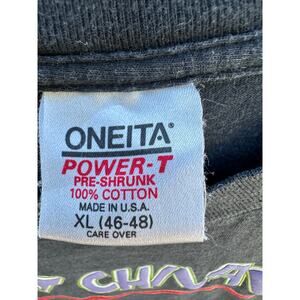 ONEITA®
POWER-T
PRE-SHRUNK
100% COTTON
MADE IN U.S.A.
XL (46-48)
CARE OVER